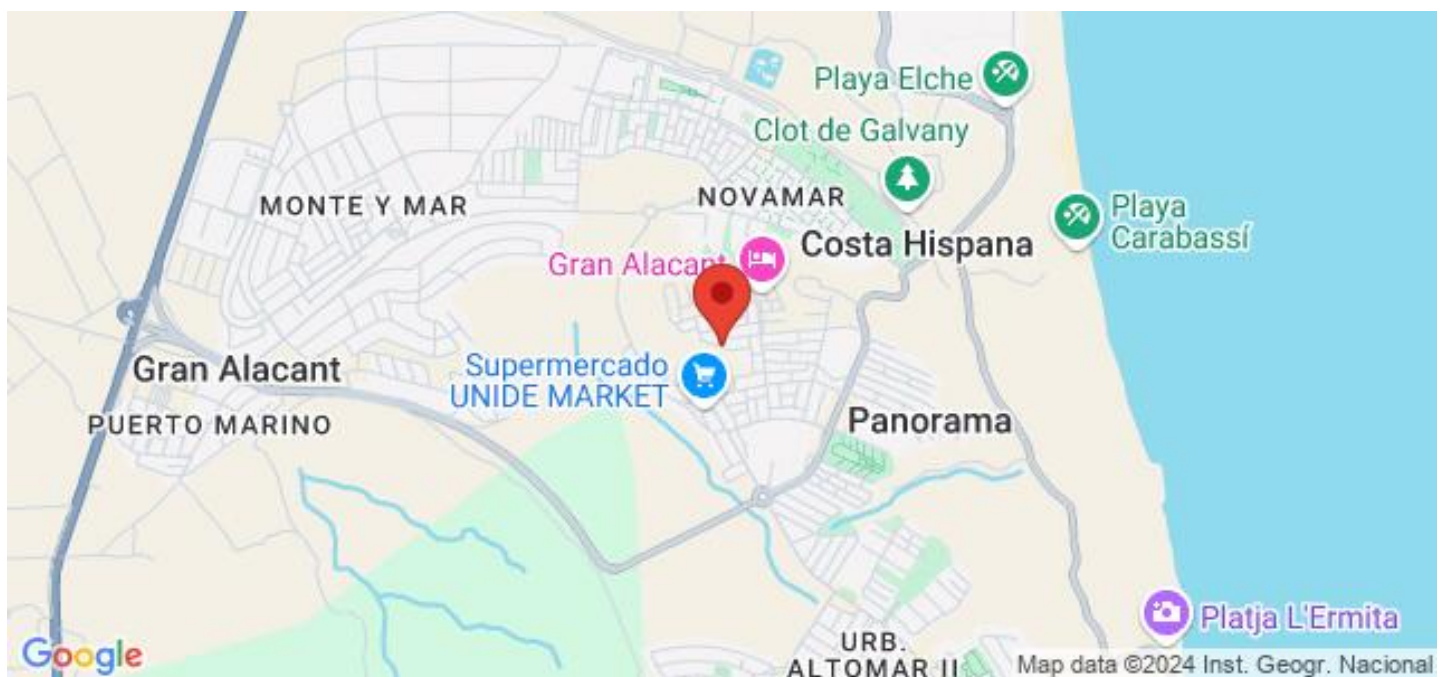 Playa Elche
Clot de Galvany
MONTE Y MAR
NOVAMAR
Playa
Carabassí
Costa Hispana
Gran Alacant
Gran Alacant
Supermercado
UNIDE MARKET
PUERTO MARINO
Panorama
Platja L'Ermita
URB.
ALTOMAR II
Google
Map data ©2024 Inst. Geogr. Nacional